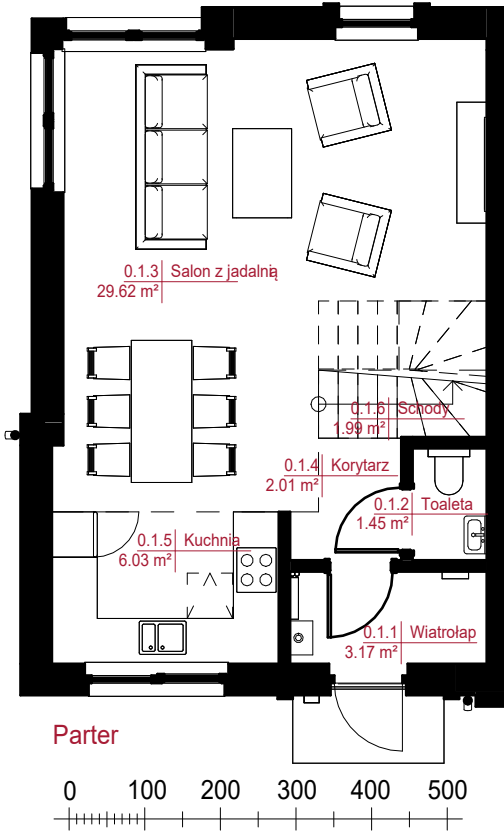 0.1.3 Salon z jadalnią
29.62 m²
0.1.6 Schody
1.99 m²
0.1.4 Korytarz
2.01 m²
0.1.2 Toaleta
1.45 m²
0.1.5 Kuchnia
6.03 m²
0.1.1 Wiatrołap
3.17 m²
Parter
0 100 200 300 400 500